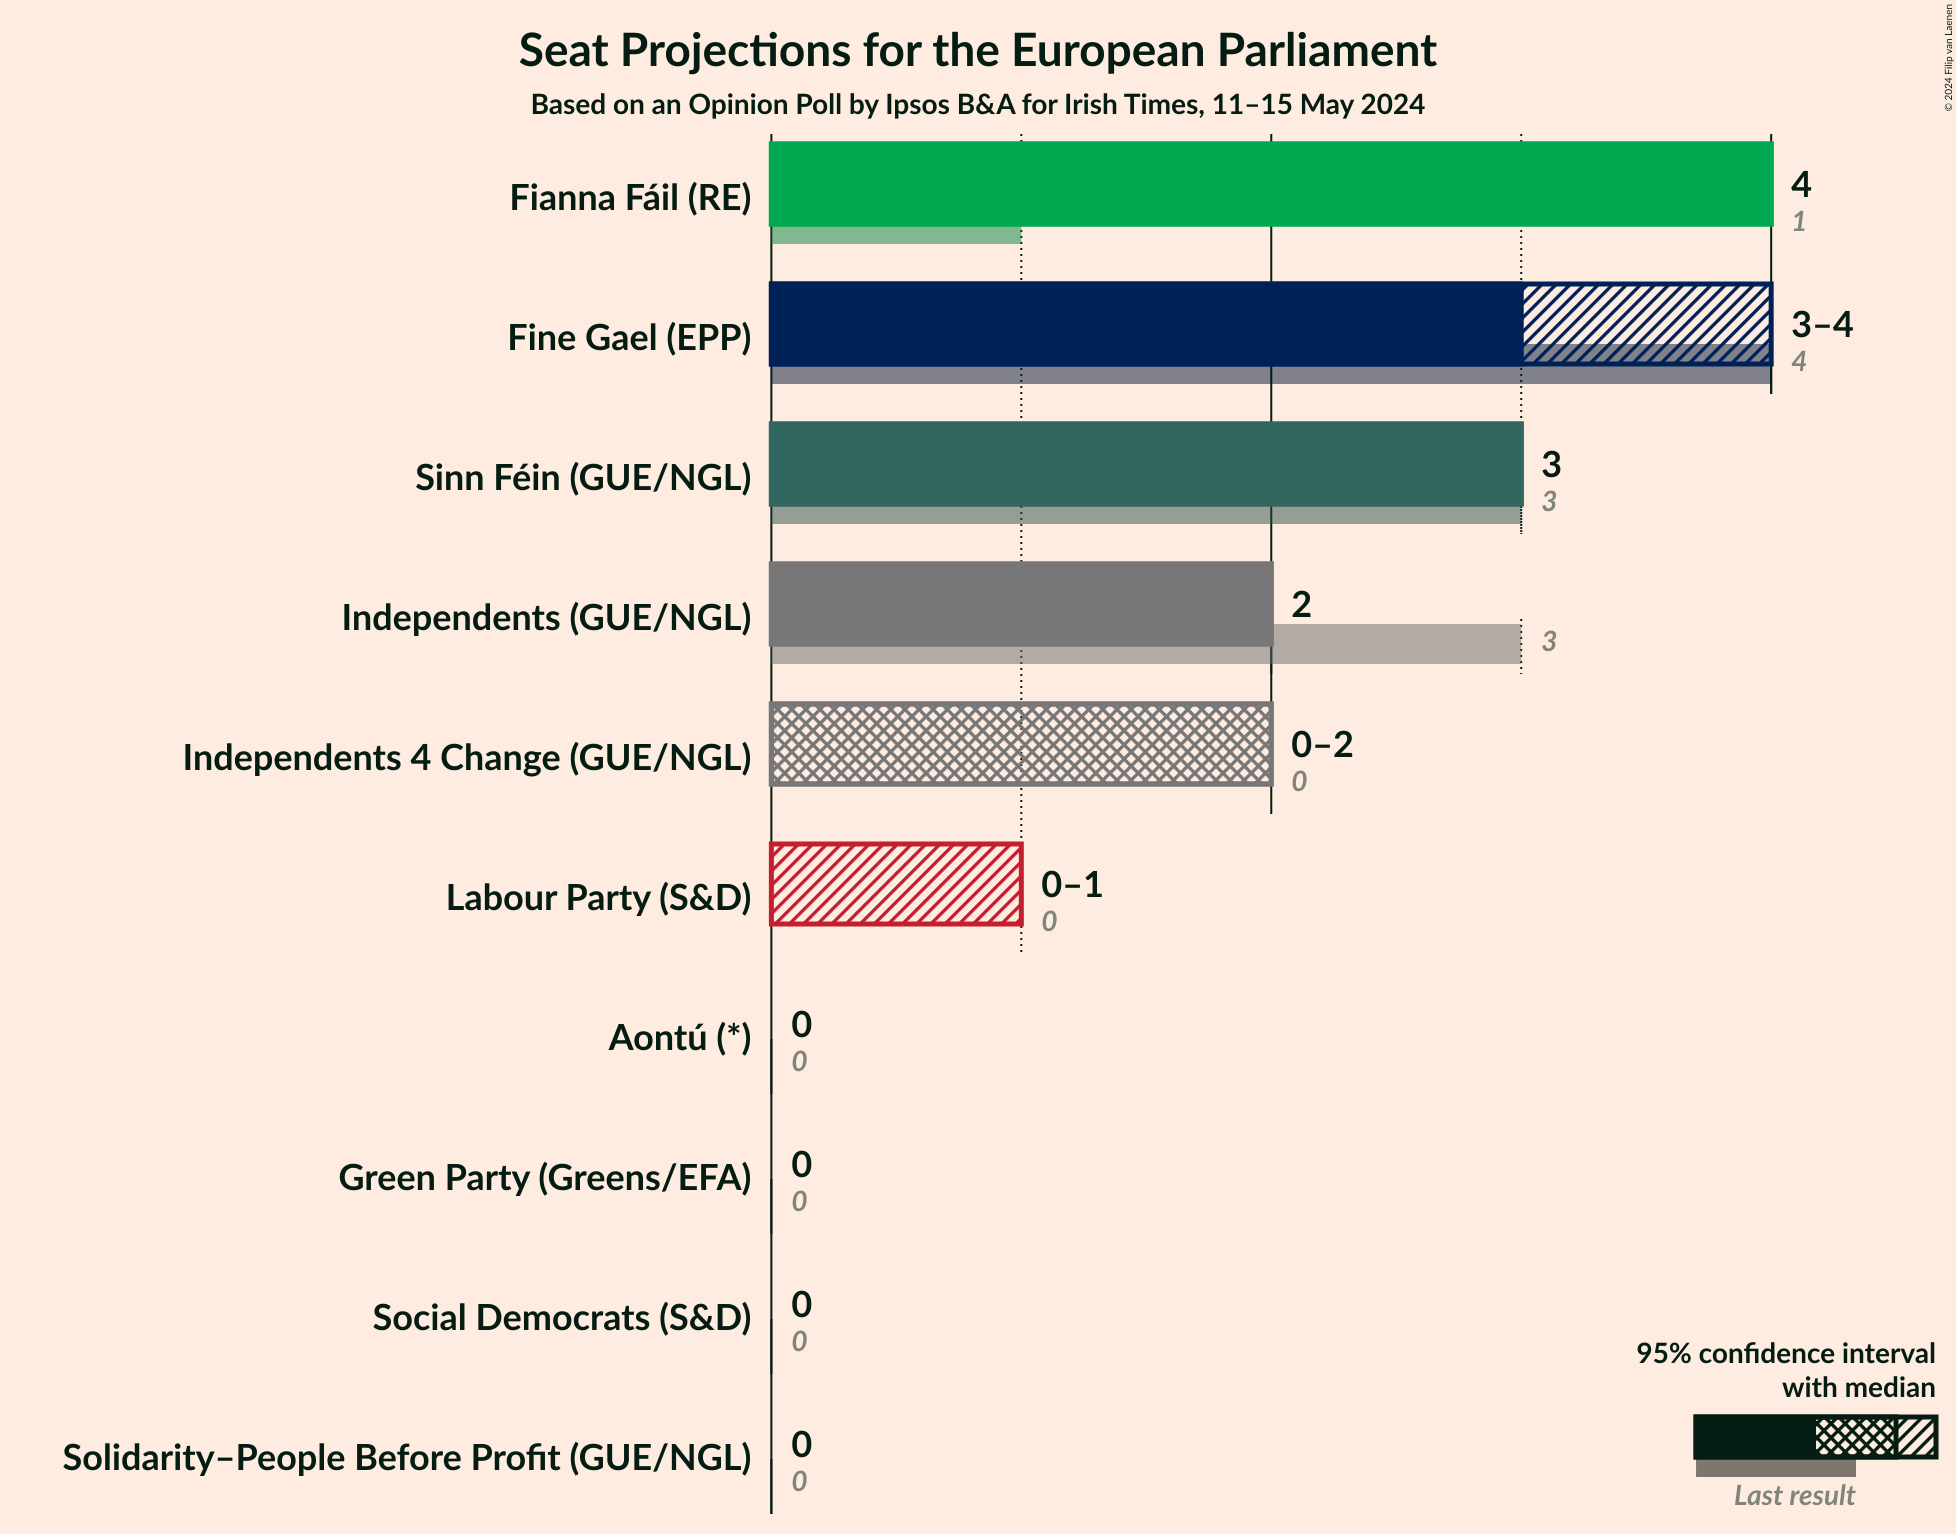 Seat Projections for the European Parliament
Based on an Opinion Poll by Ipsos B&A for Irish Times, 11–15 May 2024
© 2024 Filip van Laenen
Fianna Fáil (RE)
4
1
Fine Gael (EPP)
3–4
4
Sinn Féin (GUE/NGL)
3
3
Independents (GUE/NGL)
2
3
Independents 4 Change (GUE/NGL)
0–2
0
Labour Party (S&D)
0–1
0
Aontú (*)
0
0
Green Party (Greens/EFA)
0
0
Social Democrats (S&D)
0
0
Solidarity–People Before Profit (GUE/NGL)
0
0
95% confidence interval
with median
Last result